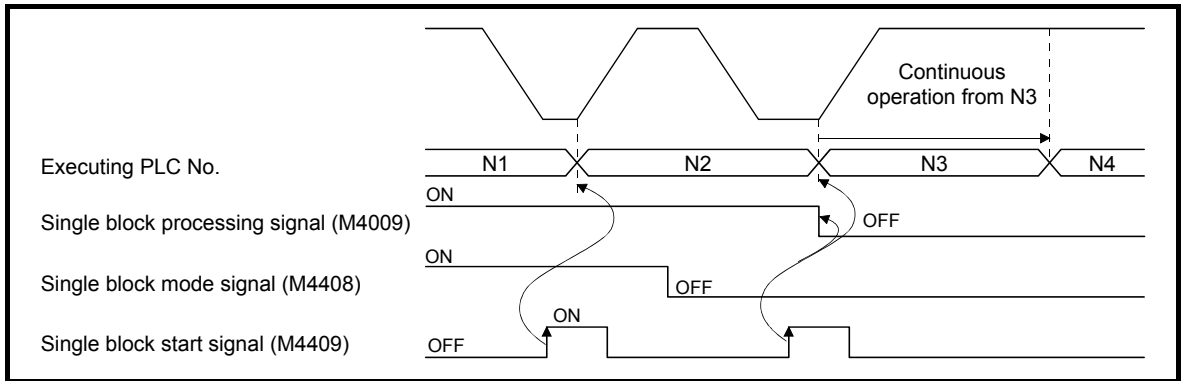 Continuous
operation from N3
Executing PLC No.
N1
N2
N3
N4
ON
Single block processing signal (M4009)
OFF
ON
Single block mode signal (M4408)
OFF
ON
Single block start signal (M4409)
OFF